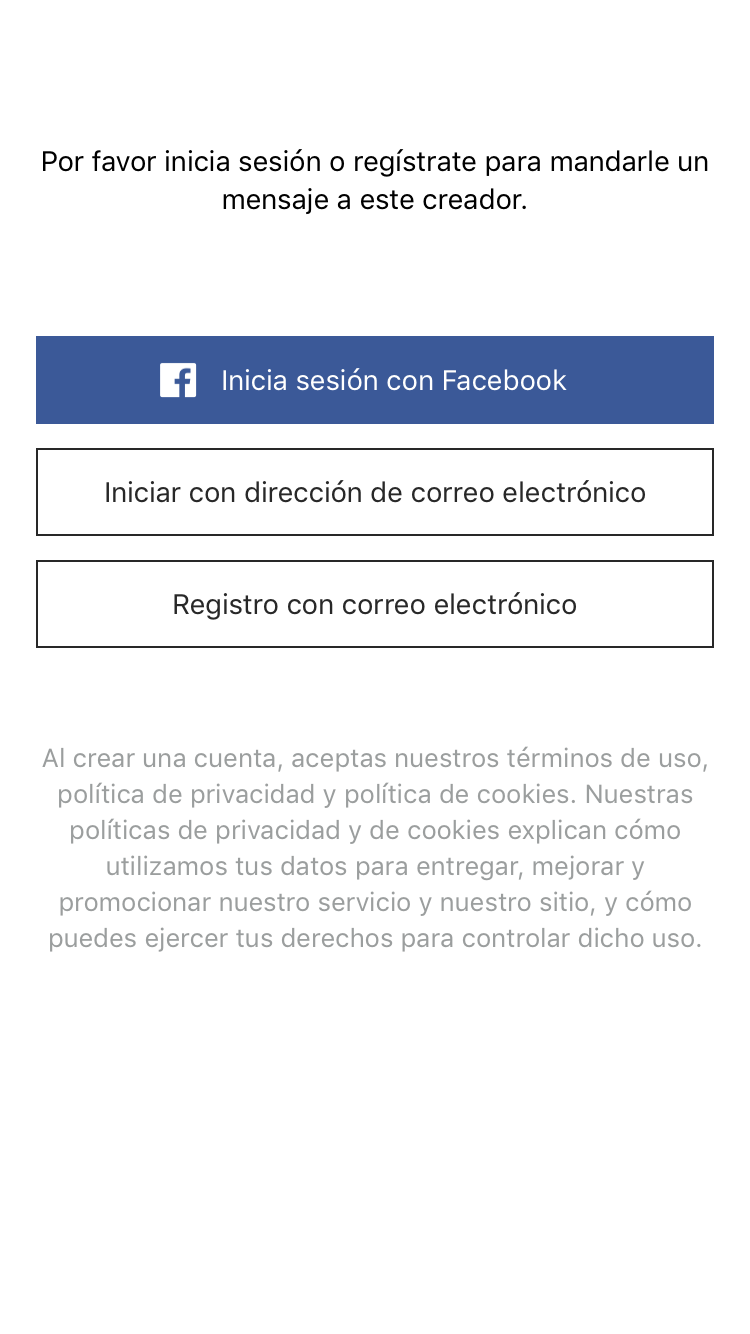 Por favor inicia sesión o regístrate para mandarle un
mensaje a este creador.
Inicia sesión con Facebook
Iniciar con dirección de correo electrónico
Registro con correo electrónico
Al crear una cuenta, aceptas nuestros términos de uso,
política de privacidad y política de cookies. Nuestras
políticas de privacidad y de cookies explican cómo
utilizamos tus datos para entregar, mejorar y
promocionar nuestro servicio y nuestro sitio, y cómo
puedes ejercer tus derechos para controlar dicho uso.